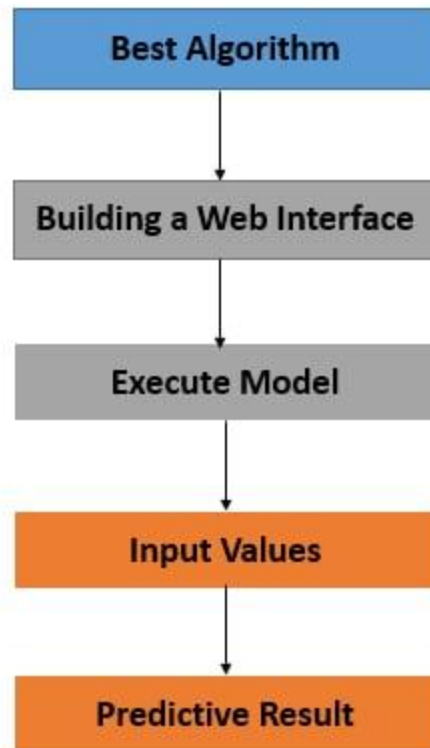 Best Algorithm
Building a Web Interface
Execute Model
Input Values
Predictive Result